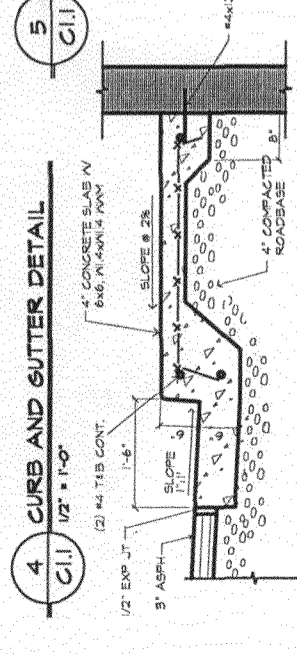 4
C1.1
CURB AND GUTTER DETAIL
1/2" = 1'-0"
5
C1.1
4" CONCRETE SLAB W/
6x6, W1.4xW1.4 WWM
(2) #4 T&B CONT.
1/2" EXP JT
3" ASPH
1'-6"
SLOPE
1":1'
6"
6"
SLOPE @ 2%
4" COMPACTED
ROADBASE
8"